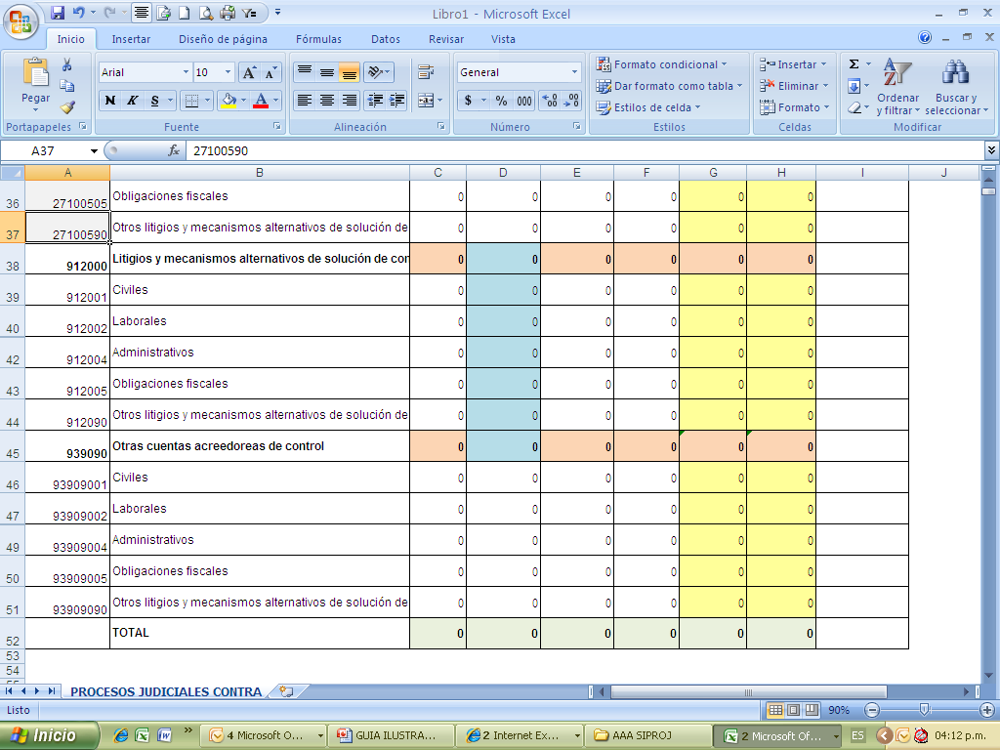 Libro1 - Microsoft Excel
Inicio Insertar Diseño de página Fórmulas Datos Revisar Vista
Pegar
Arial 10
General
N K S
$ % 000
Formato condicional
Dar formato como tabla
Estilos de celda
Insertar
Eliminar
Formato
Σ
Ordenar y filtrar
Buscar y seleccionar
Portapapeles Fuente Alineación Número Estilos Celdas Modificar
A37 fx 27100590
A B C D E F G H I J
36 27100505 Obligaciones fiscales 0 0 0 0 0 0
37 27100590 Otros litigios y mecanismos alternativos de solución de 0 0 0 0 0 0
38 912000 Litigios y mecanismos alternativos de solución de con 0 0 0 0 0 0
39 912001 Civiles 0 0 0 0 0 0
40 912002 Laborales 0 0 0 0 0 0
42 912004 Administrativos 0 0 0 0 0 0
43 912005 Obligaciones fiscales 0 0 0 0 0 0
44 912090 Otros litigios y mecanismos alternativos de solución de 0 0 0 0 0 0
45 939090 Otras cuentas acreedoreas de control 0 0 0 0 0 0
46 93909001 Civiles 0 0 0 0 0 0
47 93909002 Laborales 0 0 0 0 0 0
49 93909004 Administrativos 0 0 0 0 0 0
50 93909005 Obligaciones fiscales 0 0 0 0 0 0
51 93909090 Otros litigios y mecanismos alternativos de solución de 0 0 0 0 0 0
52 TOTAL 0 0 0 0 0 0
53
54
55
PROCESOS JUDICIALES CONTRA
Listo 90%
Inicio 4 Microsoft O... GUIA ILUSTRA... 2 Internet Ex... AAA SIPROJ 2 Microsoft Of... ES 04:12 p.m.